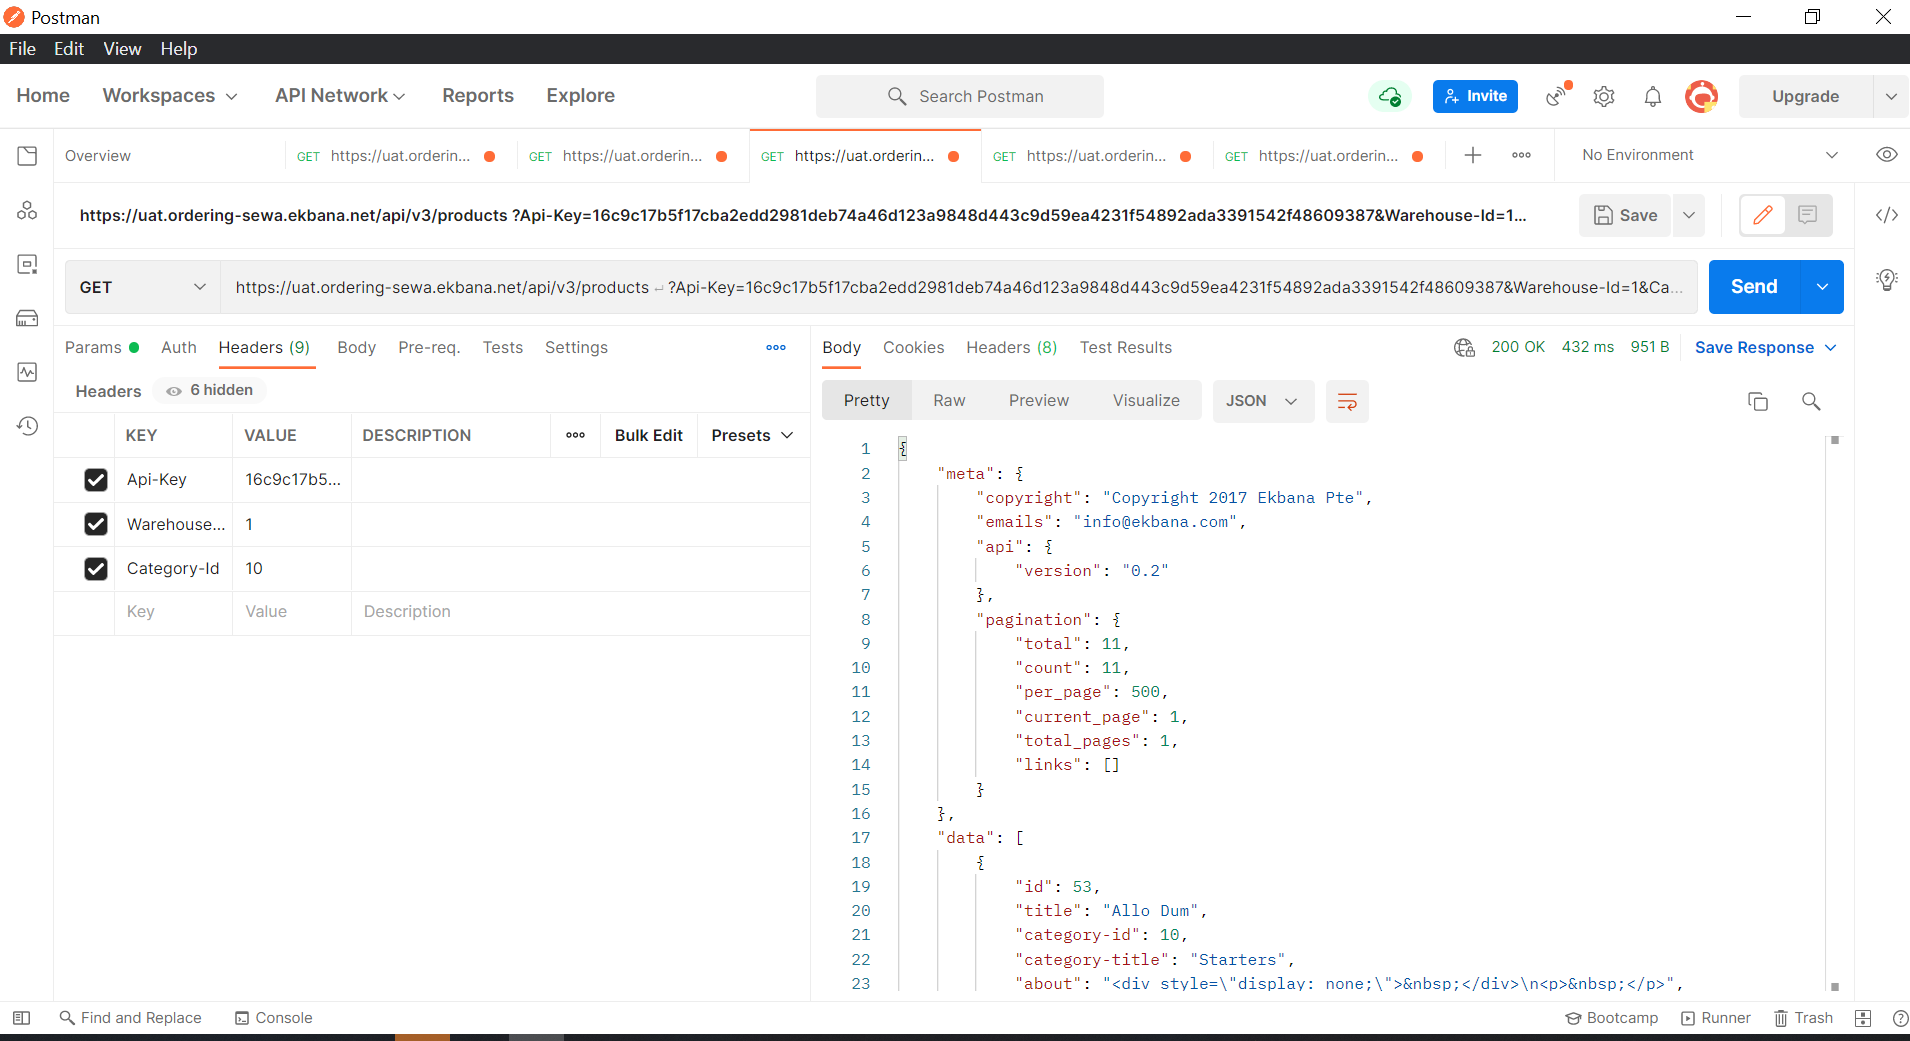 Postman
File Edit View Help
Home Workspaces API Network Reports Explore Search Postman Invite Upgrade
Overview GET https://uat.orderin... GET https://uat.orderin... GET https://uat.orderin... GET https://uat.orderin... GET https://uat.orderin... No Environment
https://uat.ordering-sewa.ekbana.net/api/v3/products ?Api-Key=16c9c17b5f17cba2edd2981deb74a46d123a9848d443c9d59ea4231f54892ada3391542f48609387&Warehouse-Id=1... Save
GET https://uat.ordering-sewa.ekbana.net/api/v3/products ↵ ?Api-Key=16c9c17b5f17cba2edd2981deb74a46d123a9848d443c9d59ea4231f54892ada3391542f48609387&Warehouse-Id=1&Ca... Send
Params Auth Headers (9) Body Pre-req. Tests Settings
Headers 6 hidden
KEY VALUE DESCRIPTION Bulk Edit Presets
Api-Key 16c9c17b5...
Warehouse... 1
Category-Id 10
Key Value Description
Body Cookies Headers (8) Test Results 200 OK 432 ms 951 B Save Response
Pretty Raw Preview Visualize JSON
1 {
2 "meta": {
3 "copyright": "Copyright 2017 Ekbana Pte",
4 "emails": "info@ekbana.com",
5 "api": {
6 "version": "0.2"
7 },
8 "pagination": {
9 "total": 11,
10 "count": 11,
11 "per_page": 500,
12 "current_page": 1,
13 "total_pages": 1,
14 "links": []
15 }
16 },
17 "data": [
18 {
19 "id": 53,
20 "title": "Allo Dum",
21 "category-id": 10,
22 "category-title": "Starters",
23 "about": "<div style=\"display: none;\">&nbsp;</div>\n<p>&nbsp;</p>",
Find and Replace Console Bootcamp Runner Trash